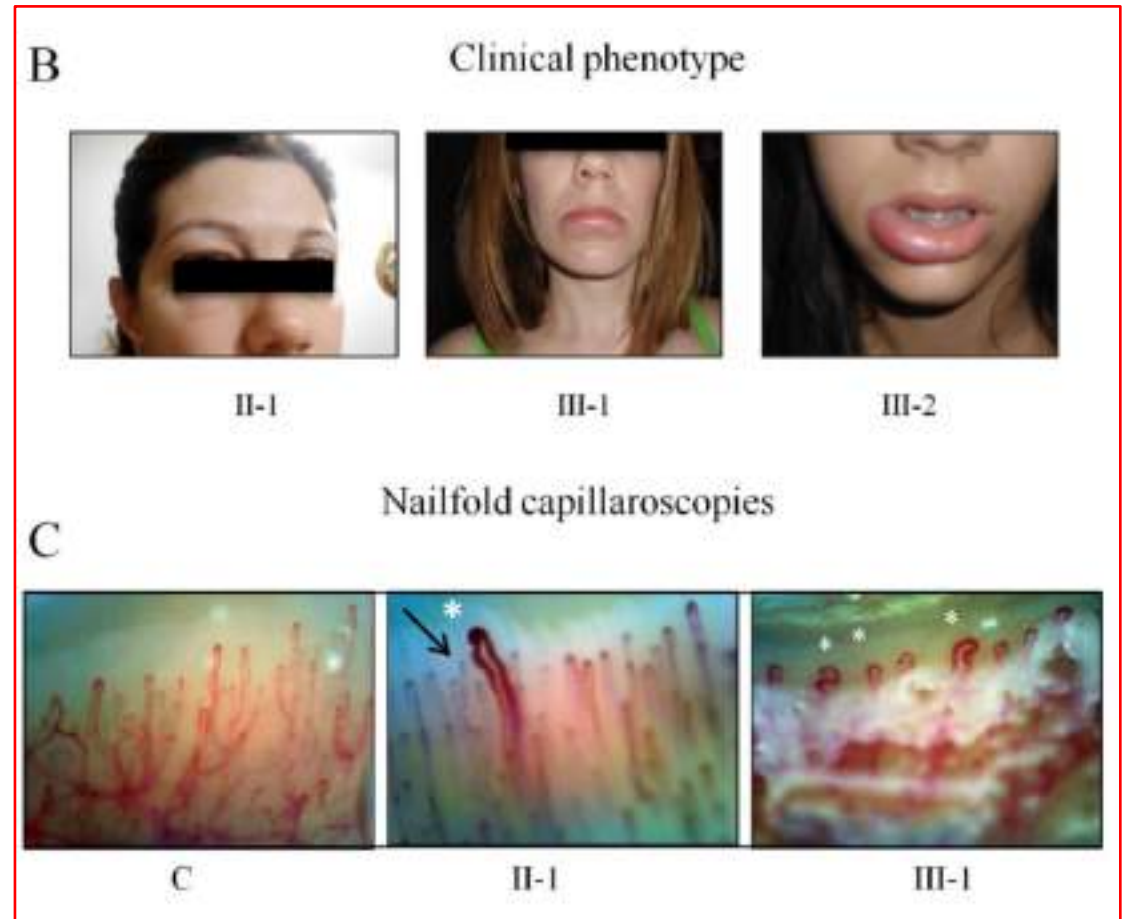 B
Clinical phenotype
II-1 III-1 III-2
Nailfold capillaroscopies
C
* * * *
C II-1 III-1